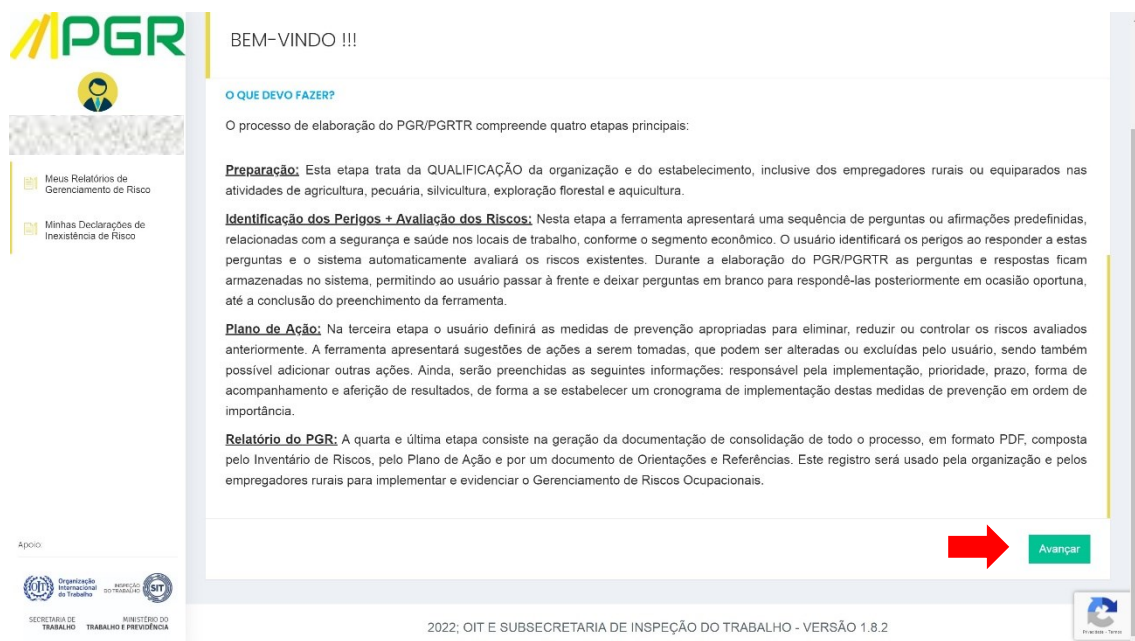 PGR
BEM-VINDO !!!
O QUE DEVO FAZER?
O processo de elaboração do PGR/PGRTR compreende quatro etapas principais:
Preparação: Esta etapa trata da QUALIFICAÇÃO da organização e do estabelecimento, inclusive dos empregadores rurais ou equiparados nas
atividades de agricultura, pecuária, silvicultura, exploração florestal e aquicultura.
Identificação dos Perigos + Avaliação dos Riscos: Nesta etapa a ferramenta apresentará uma sequência de perguntas ou afirmações predefinidas,
relacionadas com a segurança e saúde nos locais de trabalho, conforme o segmento econômico. O usuário identificará os perigos ao responder a estas
perguntas e o sistema automaticamente avaliará os riscos existentes. Durante a elaboração do PGR/PGRTR as perguntas e respostas ficam
armazenadas no sistema, permitindo ao usuário passar à frente e deixar perguntas em branco para respondê-las posteriormente em ocasião oportuna,
até a conclusão do preenchimento da ferramenta.
Plano de Ação: Na terceira etapa o usuário definirá as medidas de prevenção apropriadas para eliminar, reduzir ou controlar os riscos avaliados
anteriormente. A ferramenta apresentará sugestões de ações a serem tomadas, que podem ser alteradas ou excluídas pelo usuário, sendo também
possível adicionar outras ações. Ainda, serão preenchidas as seguintes informações: responsável pela implementação, prioridade, prazo, forma de
acompanhamento e aferição de resultados, de forma a se estabelecer um cronograma de implementação destas medidas de prevenção em ordem de
importância.
Relatório do PGR: A quarta e última etapa consiste na geração da documentação de consolidação de todo o processo, em formato PDF, composta
pelo Inventário de Riscos, pelo Plano de Ação e por um documento de Orientações e Referências. Este registro será usado pela organização e pelos
empregadores rurais para implementar e evidenciar o Gerenciamento de Riscos Ocupacionais.
Avançar
Meus Relatórios de
Gerenciamento de Risco
Minhas Declarações de
Inexistência de Risco
Apoio:
OIT
Organização
Internacional
do Trabalho
INSPEÇÃO
DO TRABALHO
SIT
SECRETARIA DE
TRABALHO
MINISTÉRIO DO
TRABALHO E PREVIDÊNCIA
2022; OIT E SUBSECRETARIA DE INSPEÇÃO DO TRABALHO - VERSÃO 1.8.2
Privacidade - Termos